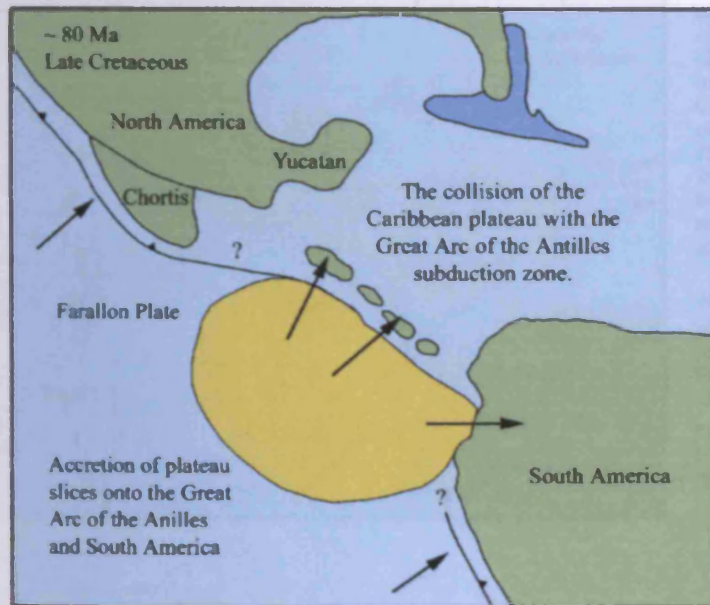 ~ 80 Ma
Late Cretaceous
North America
Yucatan
Chortis
The collision of the
Caribbean plateau with the
Great Arc of the Antilles
subduction zone.
?
Farallon Plate
Accretion of plateau
slices onto the Great
Arc of the Anilles
and South America
South America
?